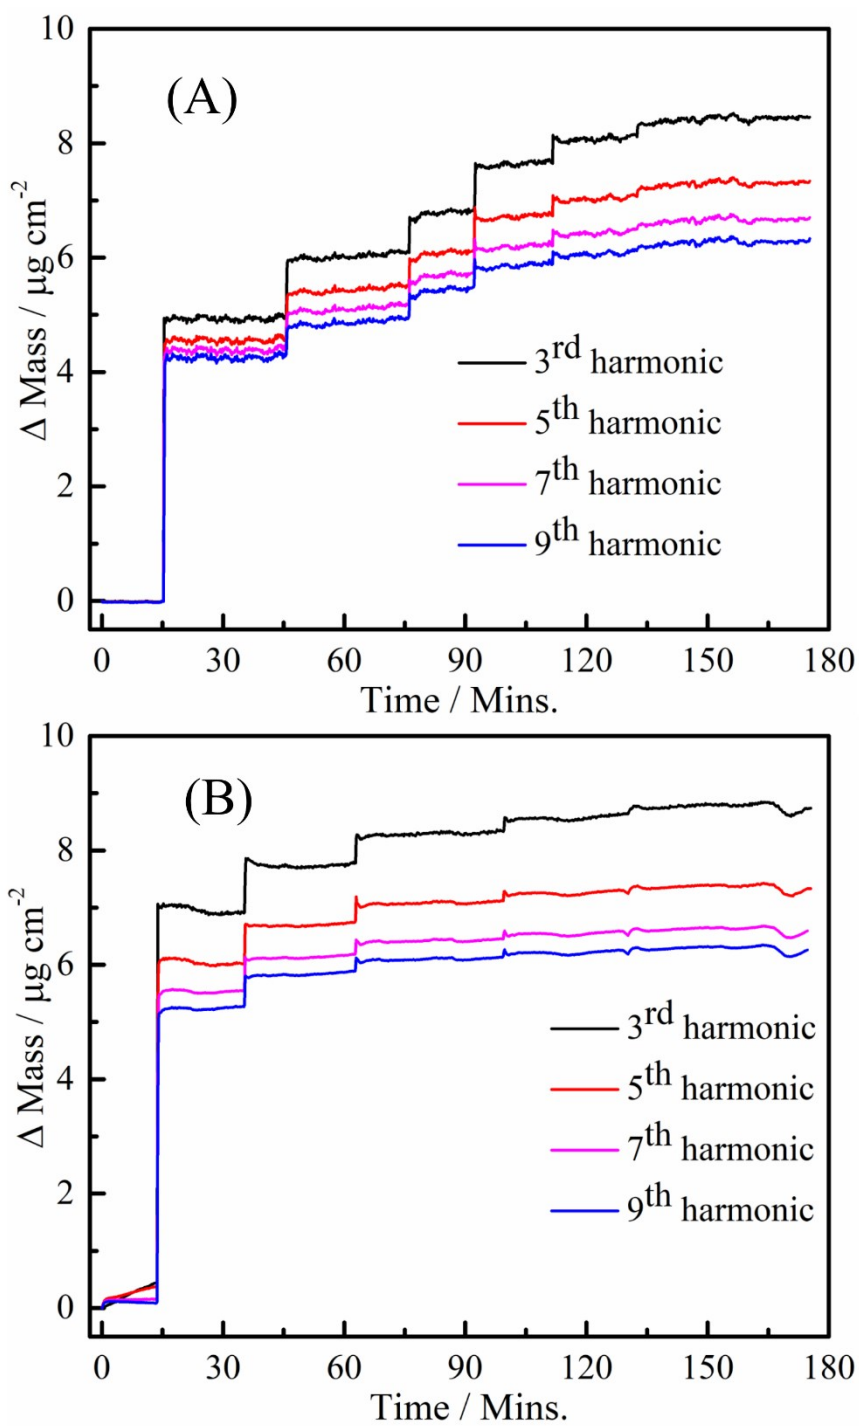 10
(A)
8
6
4
2
0
Δ Mass / µg cm⁻²
3rd harmonic
5th harmonic
7th harmonic
9th harmonic
0 30 60 90 120 150 180
Time / Mins.
10
(B)
8
6
4
2
0
Δ Mass / µg cm⁻²
3rd harmonic
5th harmonic
7th harmonic
9th harmonic
0 30 60 90 120 150 180
Time / Mins.